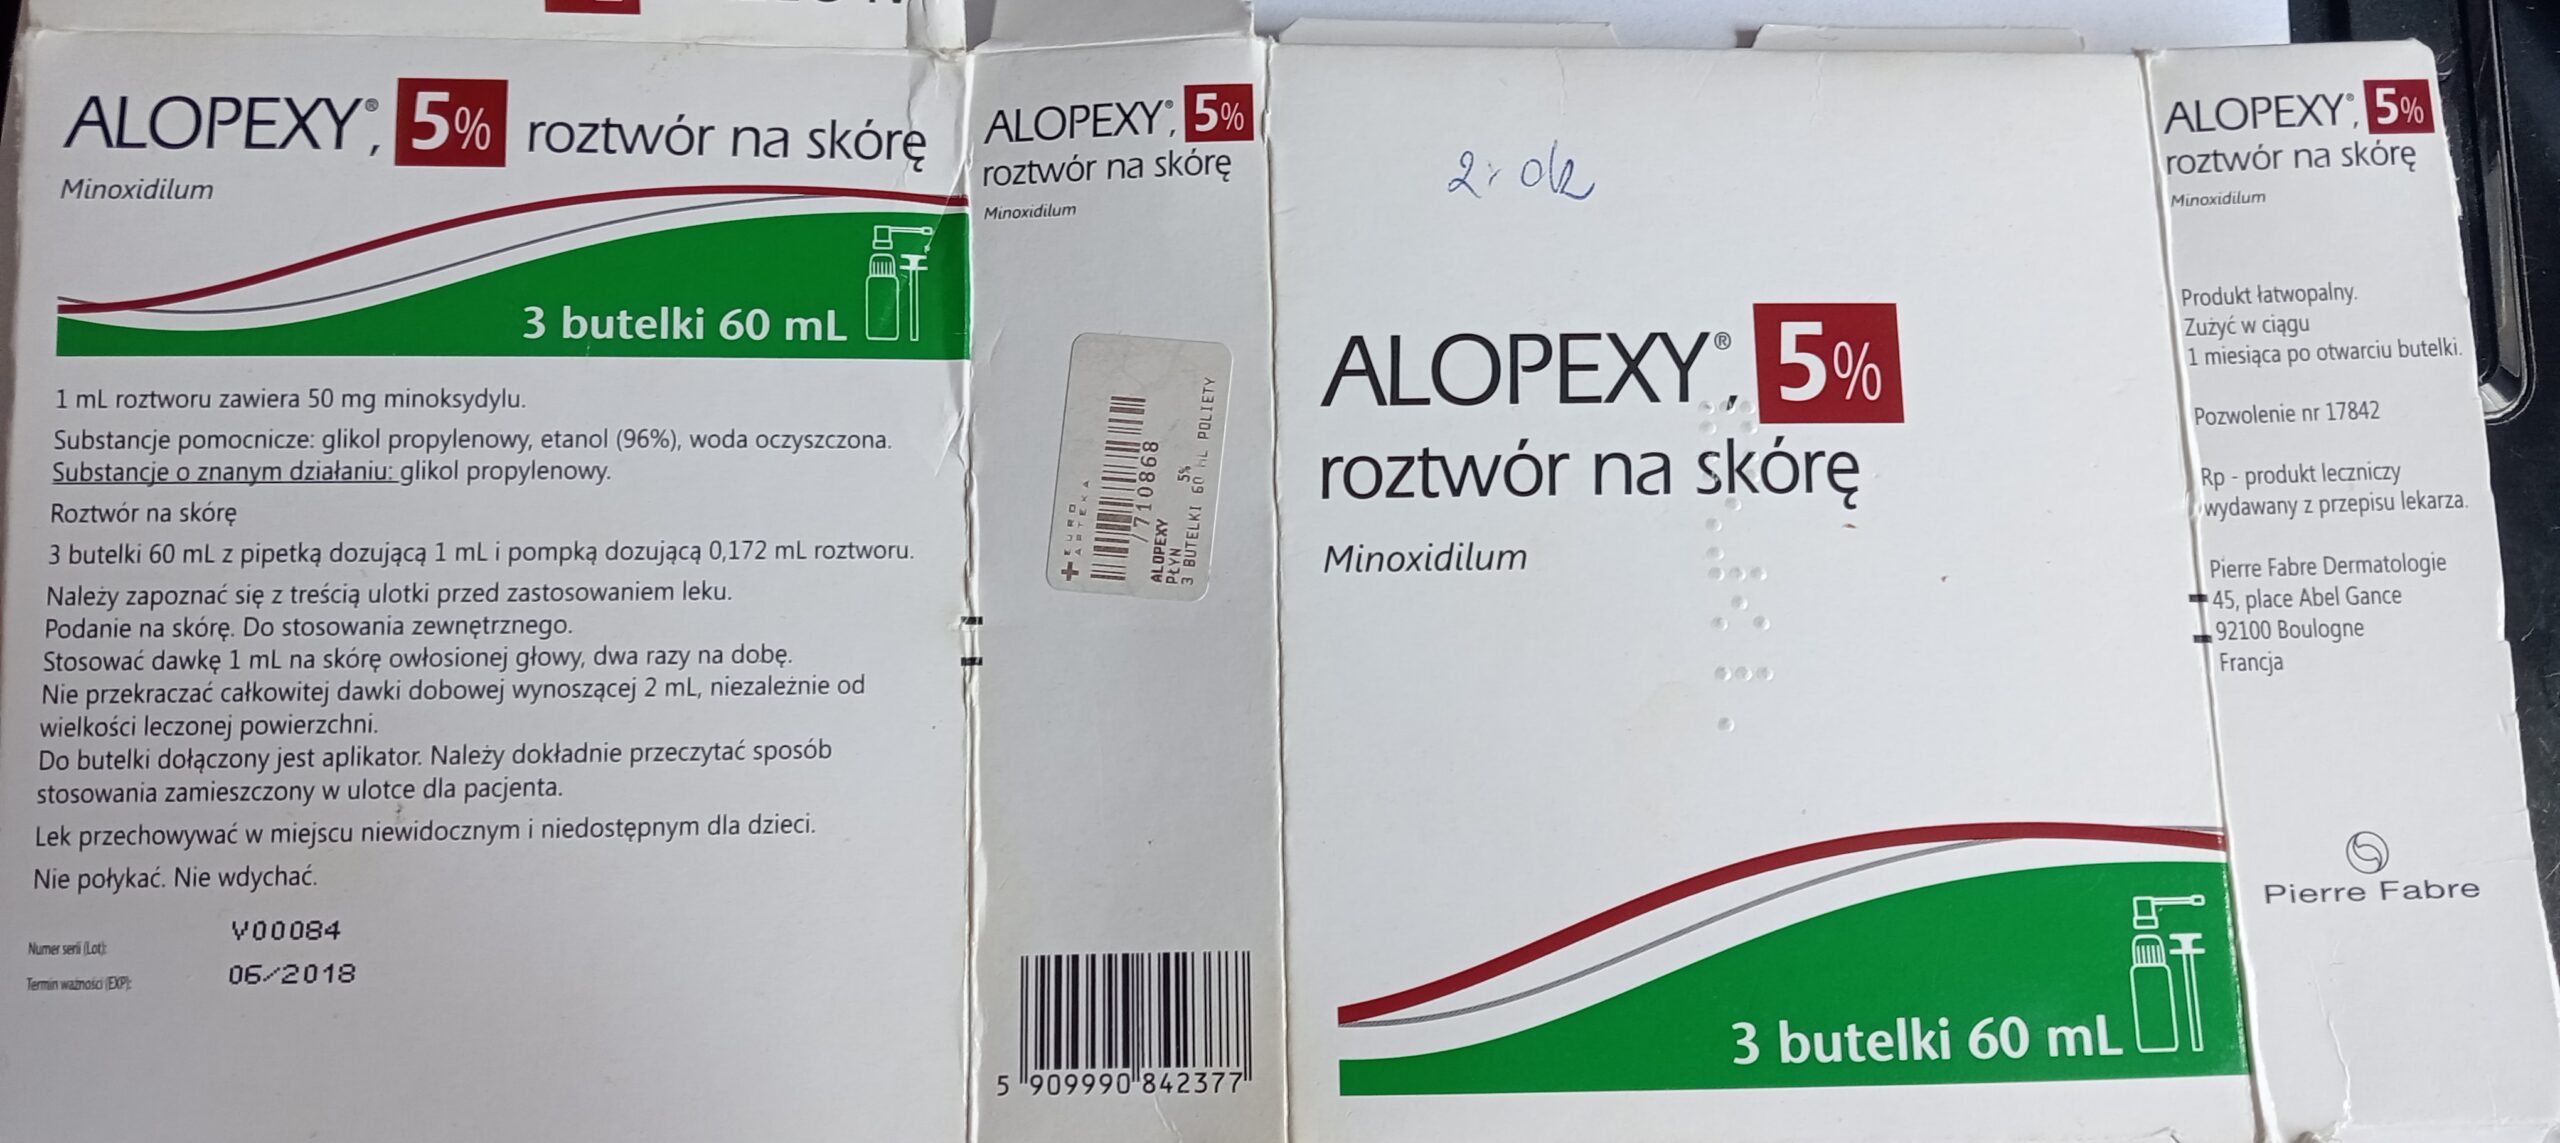 ALOPEXY®, 5% roztwór na skórę
Minoxidilum
3 butelki 60 mL
1 mL roztworu zawiera 50 mg minoksydylu.
Substancje pomocnicze: glikol propylenowy, etanol (96%), woda oczyszczona.
Substancje o znanym działaniu: glikol propylenowy.
Roztwór na skórę
3 butelki 60 mL z pipetką dozującą 1 mL i pompką dozującą 0,172 mL roztworu.
Należy zapoznać się z treścią ulotki przed zastosowaniem leku.
Podanie na skórę. Do stosowania zewnętrznego.
Stosować dawkę 1 mL na skórę owłosionej głowy, dwa razy na dobę.
Nie przekraczać całkowitej dawki dobowej wynoszącej 2 mL, niezależnie od
wielkości leczonej powierzchni.
Do butelki dołączony jest aplikator. Należy dokładnie przeczytać sposób
stosowania zamieszczony w ulotce dla pacjenta.
Lek przechowywać w miejscu niewidocznym i niedostępnym dla dzieci.
Nie połykać. Nie wdychać.
Numer serii (Lot): V00084
Termin ważności (EXP): 06/2018
ALOPEXY®, 5%
roztwór na skórę
Minoxidilum
EURO
APTEKA
7710868
ALOPEXY
PŁYN 5%
3 BUTELKI 60 ML POLIETY
5 909990 842377
2x
ALOPEXY®, 5%
roztwór na skórę
Minoxidilum
3 butelki 60 mL
ALOPEXY®, 5%
roztwór na skórę
Minoxidilum
Produkt łatwopalny.
Zużyć w ciągu
1 miesiąca po otwarciu butelki.
Pozwolenie nr 17842
Rp - produkt leczniczy
wydawany z przepisu lekarza.
Pierre Fabre Dermatologie
45, place Abel Gance
92100 Boulogne
Francja
Pierre Fabre